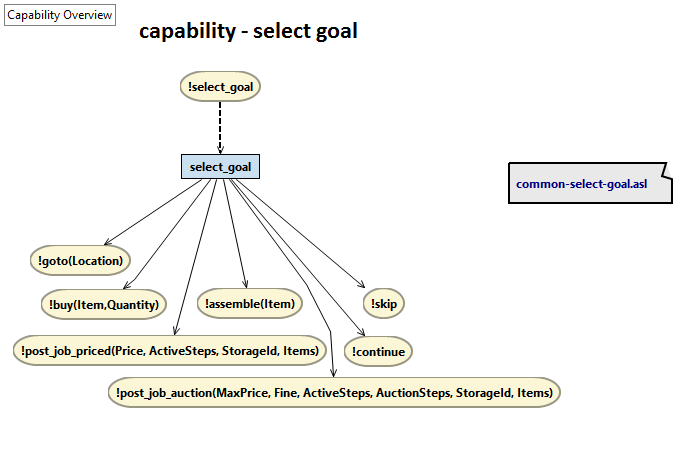 Capability Overview
capability - select goal
!select_goal
select_goal
common-select-goal.asl
!goto(Location)
!buy(Item,Quantity)
!assemble(Item)
!skip
!post_job_priced(Price, ActiveSteps, StorageId, Items)
!continue
!post_job_auction(MaxPrice, Fine, ActiveSteps, AuctionSteps, StorageId, Items)